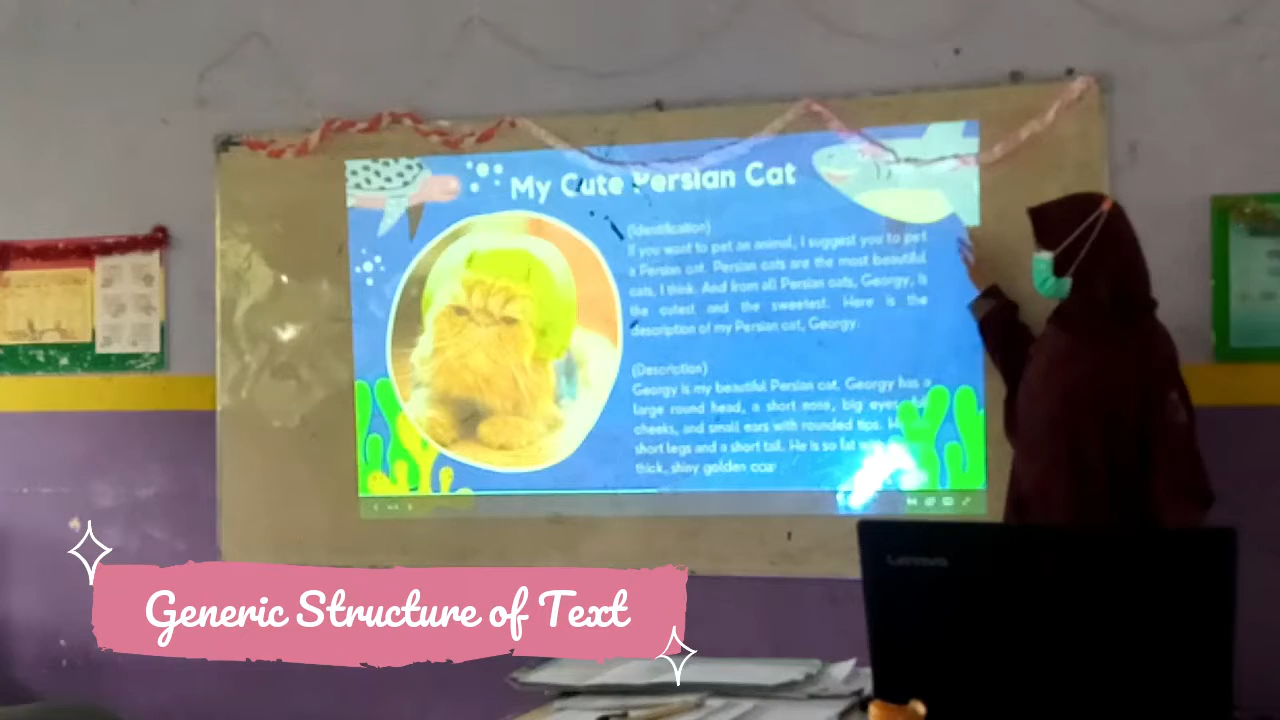 My Cute Persian Cat
(Identification)
If you want to pet an animal, I suggest you to pet
a Persian cat. Persian cats are the most beautiful
cats, I think. And from all Persian cats, Georgy, is
the cutest and the sweetest. Here is the
description of my Persian cat, Georgy.
(Description)
Georgy is my beautiful Persian cat. Georgy has a
large round head, a short nose, big eyes,
cheeks, and small ears with rounded tips.
short legs and a short tail. He is so fat
thick, shiny golden
Lenovo
Generic Structure of Text